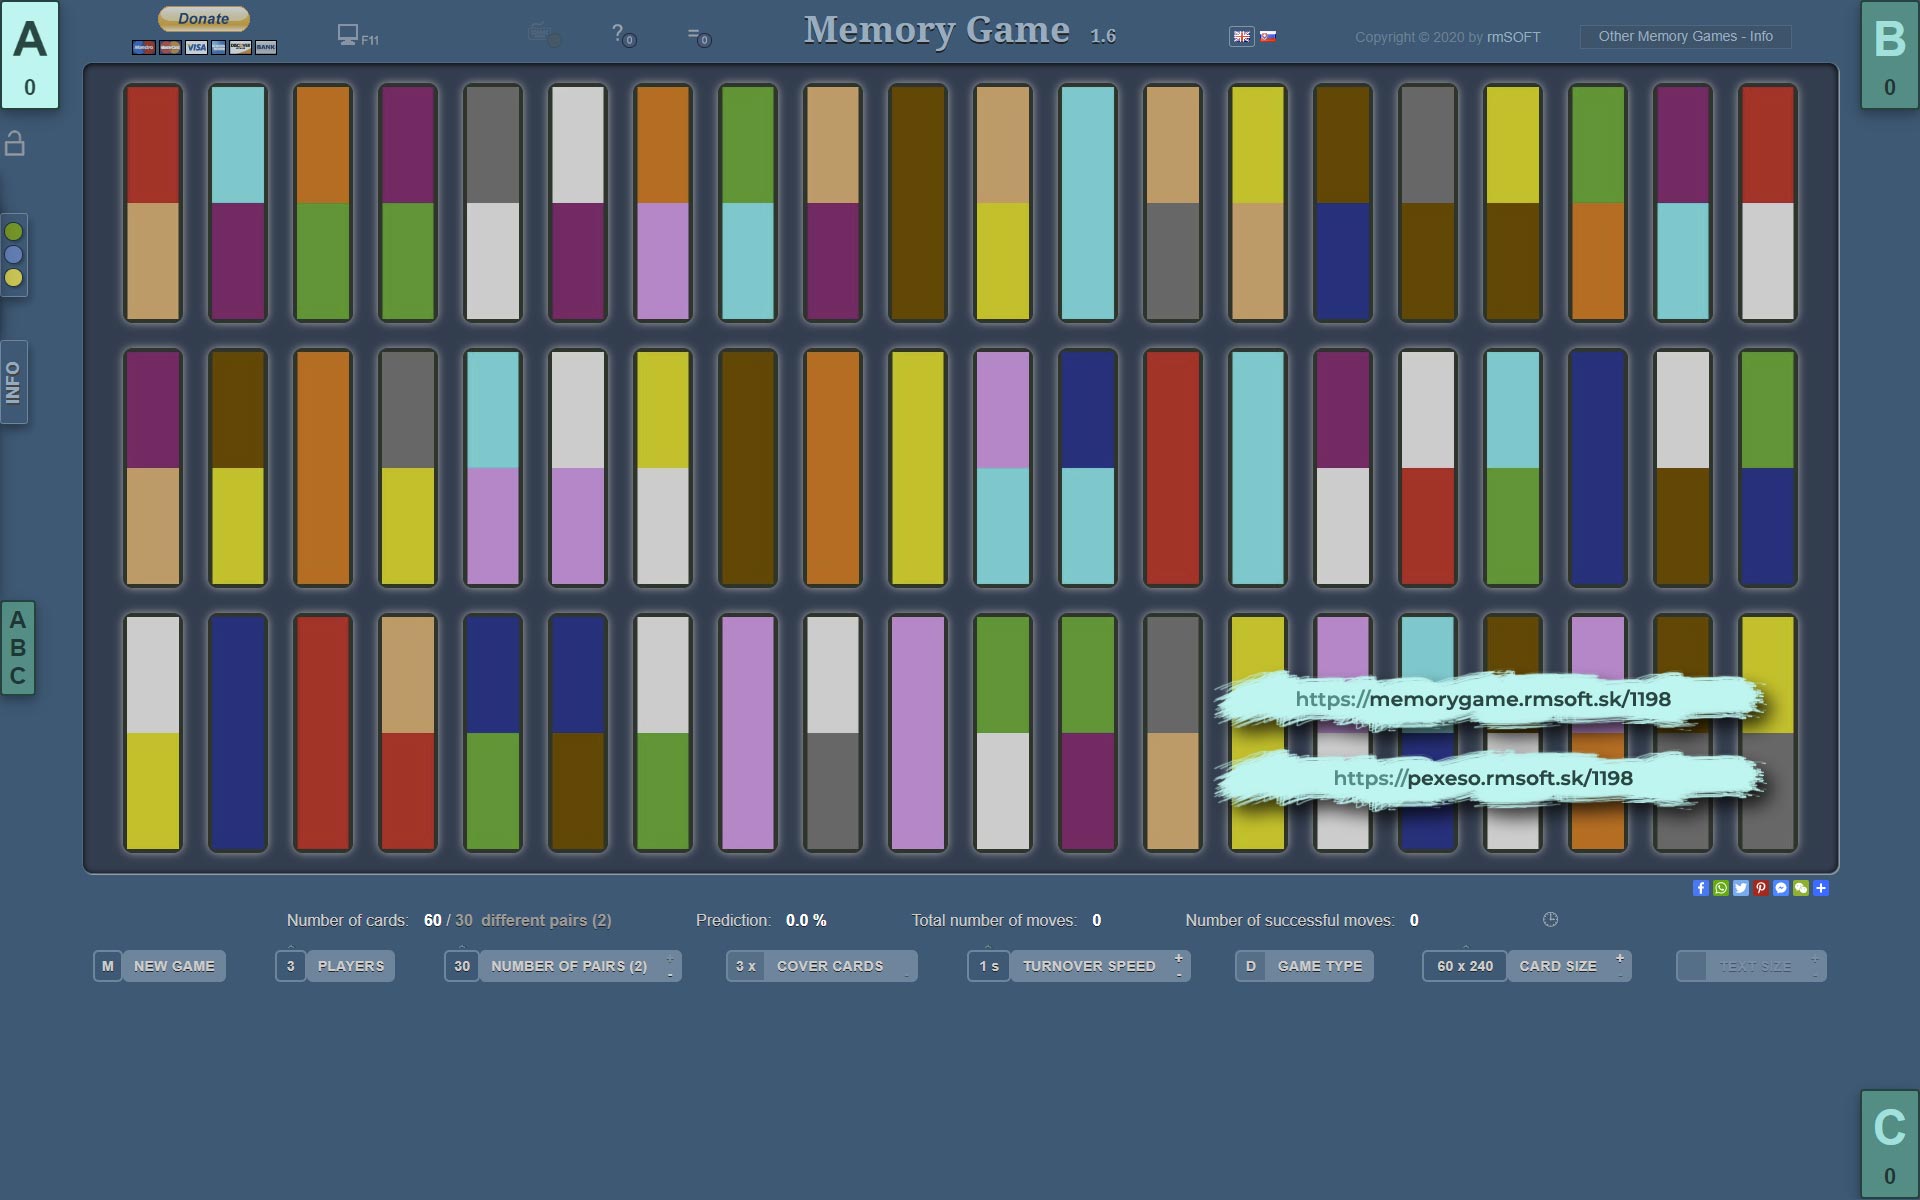 A
0
Donate
Maestro MasterCard VISA DISCOVER BANK
F11
?
0
=
0
Memory Game 1.6
Copyright © 2020 by rmSOFT
Other Memory Games - Info
B
0
INFO
A
B
C
https://memorygame.rmsoft.sk/1198
https://pexeso.rmsoft.sk/1198
Number of cards: 60 / 30 different pairs (2) Prediction: 0.0 % Total number of moves: 0 Number of successful moves: 0
M NEW GAME 3 PLAYERS 30 NUMBER OF PAIRS (2) + - 3 x COVER CARDS - 1 s TURNOVER SPEED + - D GAME TYPE 60 x 240 CARD SIZE + - TEXT SIZE + -
C
0